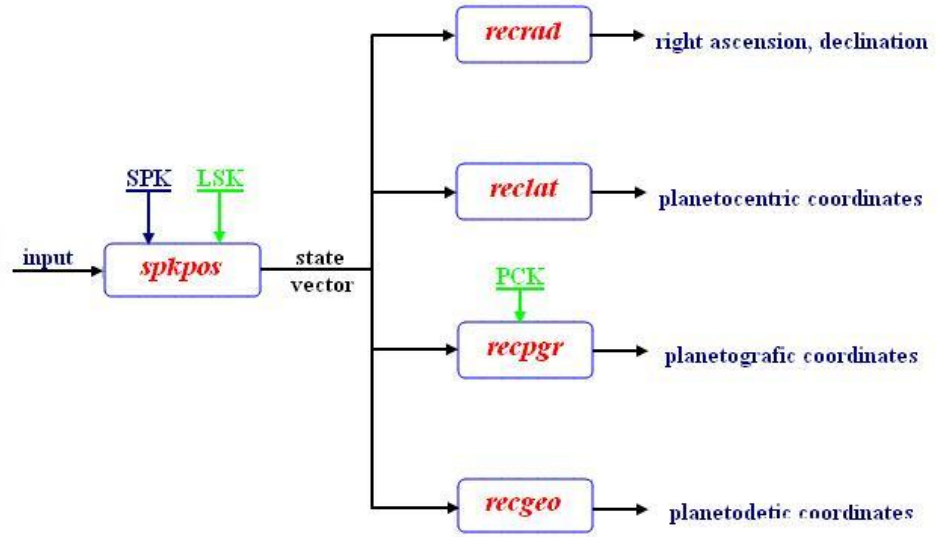 recrad
right ascension, declination
SPK
LSK
reclat
planetocentric coordinates
input
spkpos
state
vector
PCK
recpgr
planetografic coordinates
recgeo
planetodetic coordinates